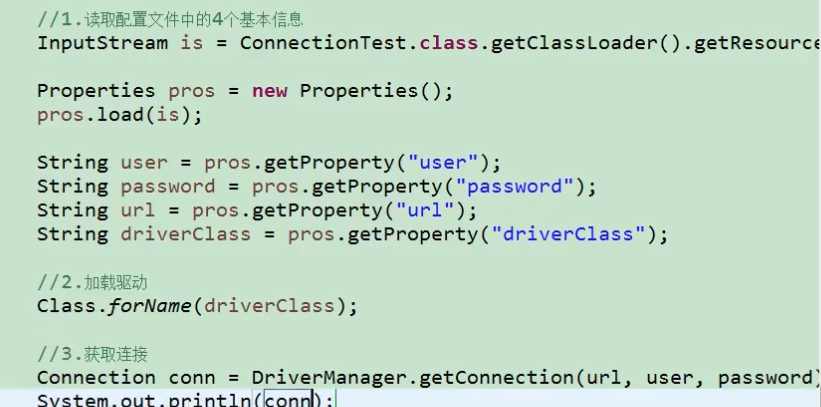 //1.读取配置文件中的4个基本信息
InputStream is = ConnectionTest.class.getClassLoader().getResource
Properties pros = new Properties();
pros.load(is);
String user = pros.getProperty("user");
String password = pros.getProperty("password");
String url = pros.getProperty("url");
String driverClass = pros.getProperty("driverClass");
//2.加载驱动
Class.forName(driverClass);
//3.获取连接
Connection conn = DriverManager.getConnection(url, user, password)
System.out.println(conn);